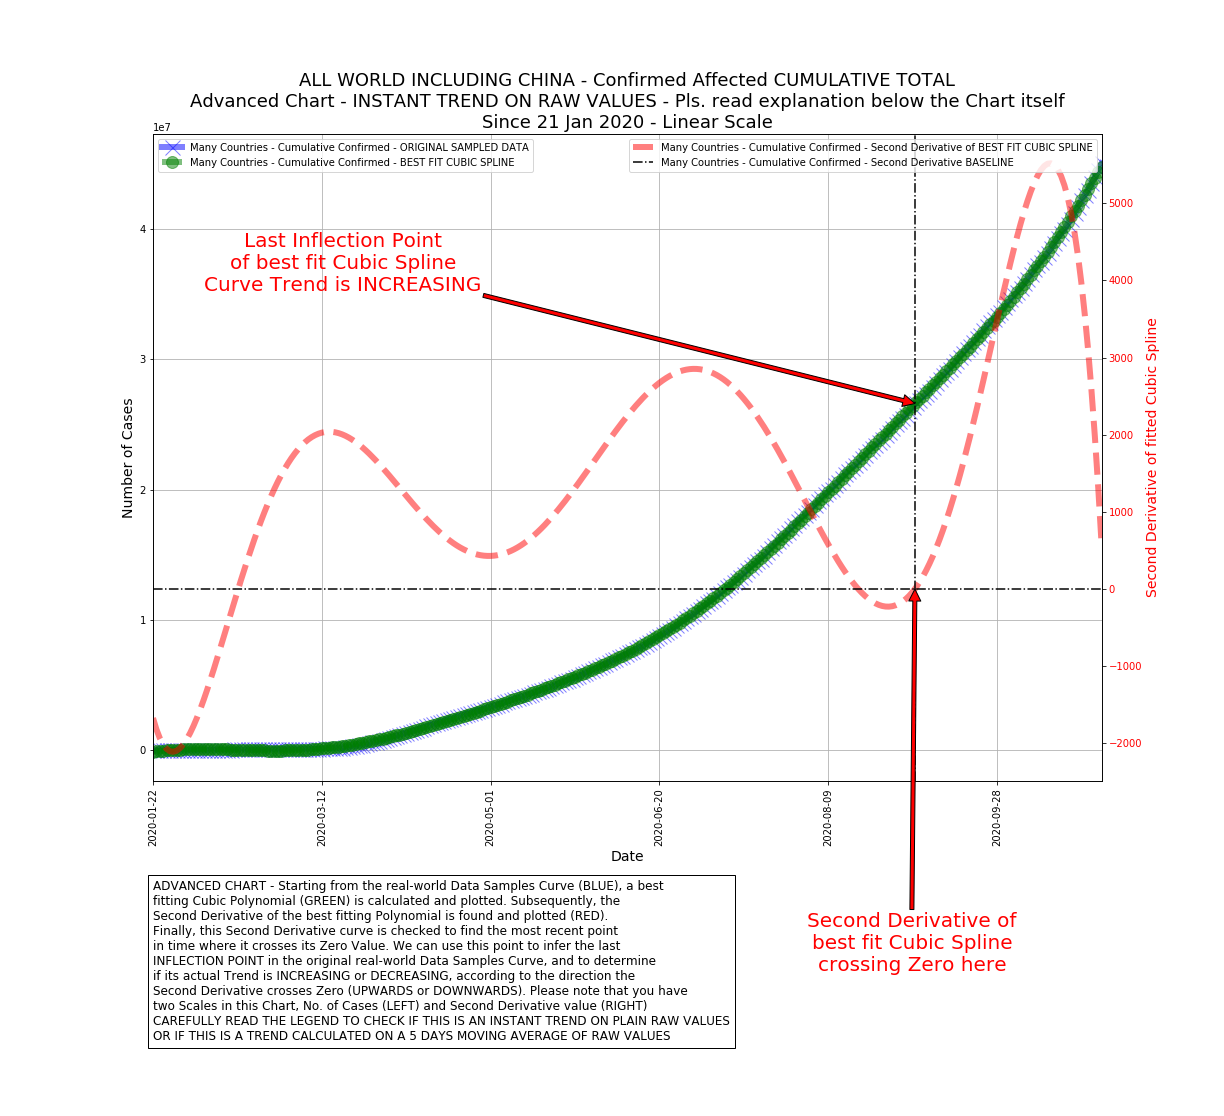 ALL WORLD INCLUDING CHINA - Confirmed Affected CUMULATIVE TOTAL
Advanced Chart - INSTANT TREND ON RAW VALUES - Pls. read explanation below the Chart itself
Since 21 Jan 2020 - Linear Scale
1e7
Many Countries - Cumulative Confirmed - ORIGINAL SAMPLED DATA
Many Countries - Cumulative Confirmed - BEST FIT CUBIC SPLINE
Many Countries - Cumulative Confirmed - Second Derivative of BEST FIT CUBIC SPLINE
Many Countries - Cumulative Confirmed - Second Derivative BASELINE
Last Inflection Point
of best fit Cubic Spline
Curve Trend is INCREASING
Number of Cases
4
3
2
1
0
5000
4000
3000
2000
1000
0
−1000
−2000
Second Derivative of fitted Cubic Spline
2020-01-22
2020-03-12
2020-05-01
2020-06-20
2020-08-09
2020-09-28
Date
ADVANCED CHART - Starting from the real-world Data Samples Curve (BLUE), a best
fitting Cubic Polynomial (GREEN) is calculated and plotted. Subsequently, the
Second Derivative of the best fitting Polynomial is found and plotted (RED).
Finally, this Second Derivative curve is checked to find the most recent point
in time where it crosses its Zero Value. We can use this point to infer the last
INFLECTION POINT in the original real-world Data Samples Curve, and to determine
if its actual Trend is INCREASING or DECREASING, according to the direction the
Second Derivative crosses Zero (UPWARDS or DOWNWARDS). Please note that you have
two Scales in this Chart, No. of Cases (LEFT) and Second Derivative value (RIGHT)
CAREFULLY READ THE LEGEND TO CHECK IF THIS IS AN INSTANT TREND ON PLAIN RAW VALUES
OR IF THIS IS A TREND CALCULATED ON A 5 DAYS MOVING AVERAGE OF RAW VALUES
Second Derivative of
best fit Cubic Spline
crossing Zero here